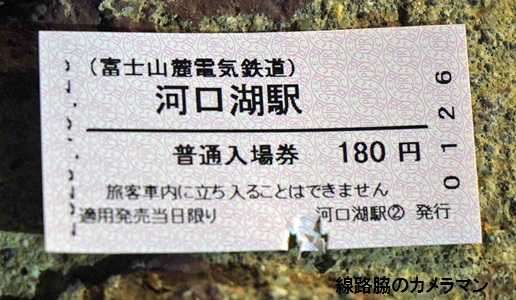 (富士山麓電気鉄道)
河口湖駅
普通入場券 180円
旅客車内に立ち入ることはできません
適用発売当日限り 河口湖駅② 発行
0126
線路脇のカメラマン